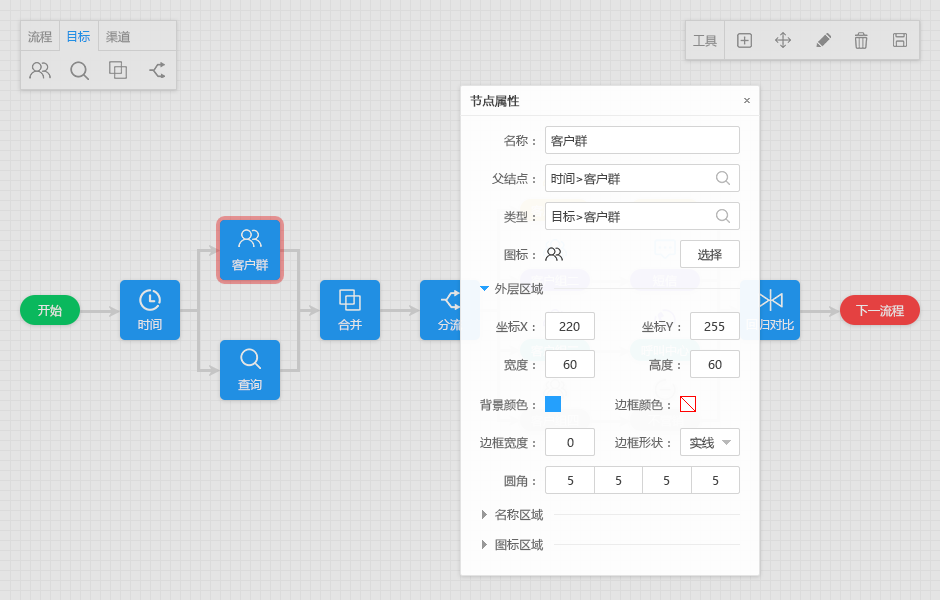 流程 目标 渠道
工具
节点属性 ×
名称 : 客户群
父结点 : 时间>客户群
类型 : 目标>客户群
图标 : 选择
外层区域
坐标X : 220 坐标Y : 255
宽度 : 60 高度 : 60
背景颜色 : 边框颜色 :
边框宽度 : 0 边框形状 : 实线
圆角 : 5 5 5 5
名称区域
图标区域
开始
时间
客户群
查询
合并
分流
归对比
下一流程